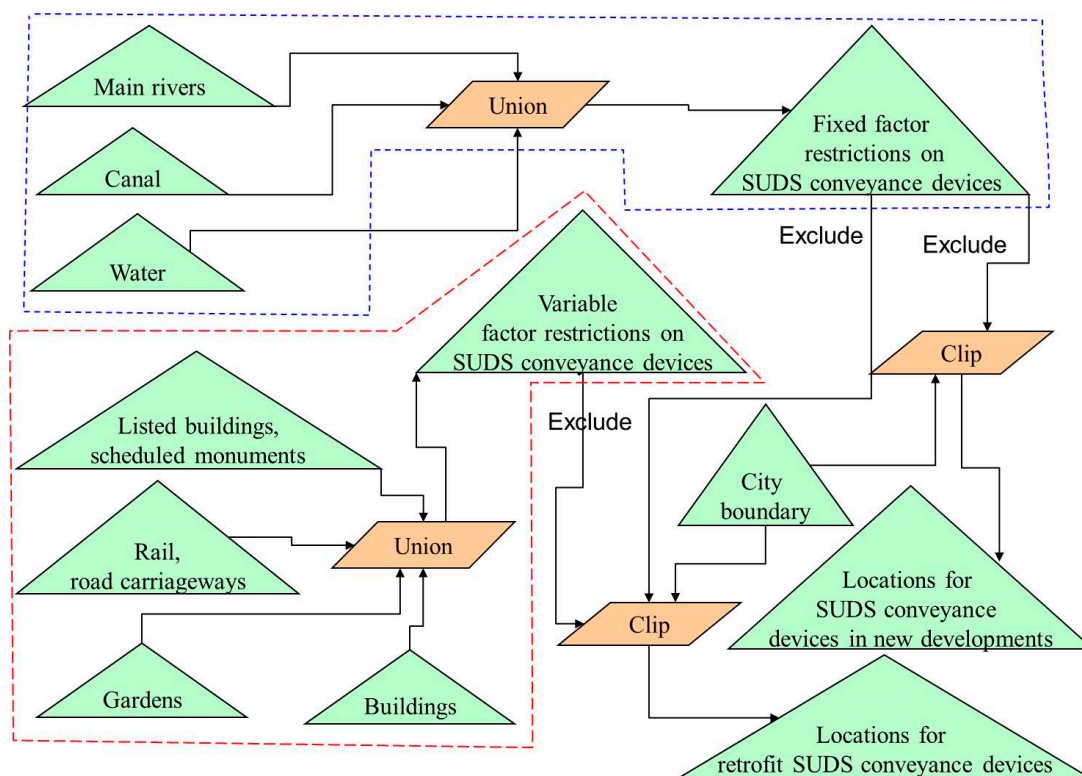 Main rivers
Union
Fixed factor
restrictions on
SUDS conveyance devices
Canal
Water
Exclude
Exclude
Variable
factor restrictions on
SUDS conveyance devices
Clip
Listed buildings,
scheduled monuments
Exclude
City
boundary
Rail,
road carriageways
Union
Locations for
SUDS conveyance
devices in new developments
Clip
Gardens
Buildings
Locations for
retrofit SUDS conveyance devices